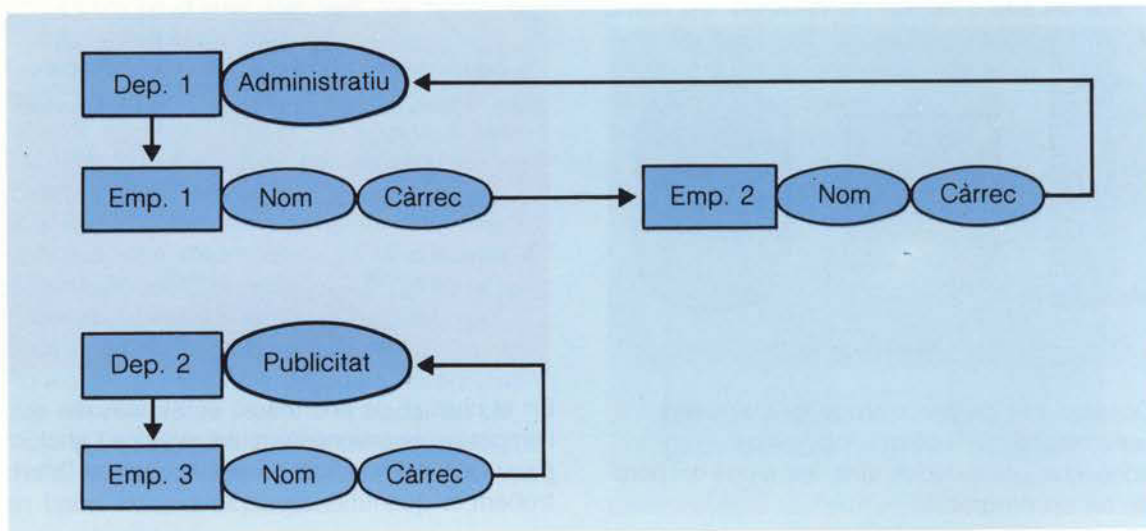 Dep. 1 Administratiu
Emp. 1 Nom Càrrec Emp. 2 Nom Càrrec
Dep. 2 Publicitat
Emp. 3 Nom Càrrec